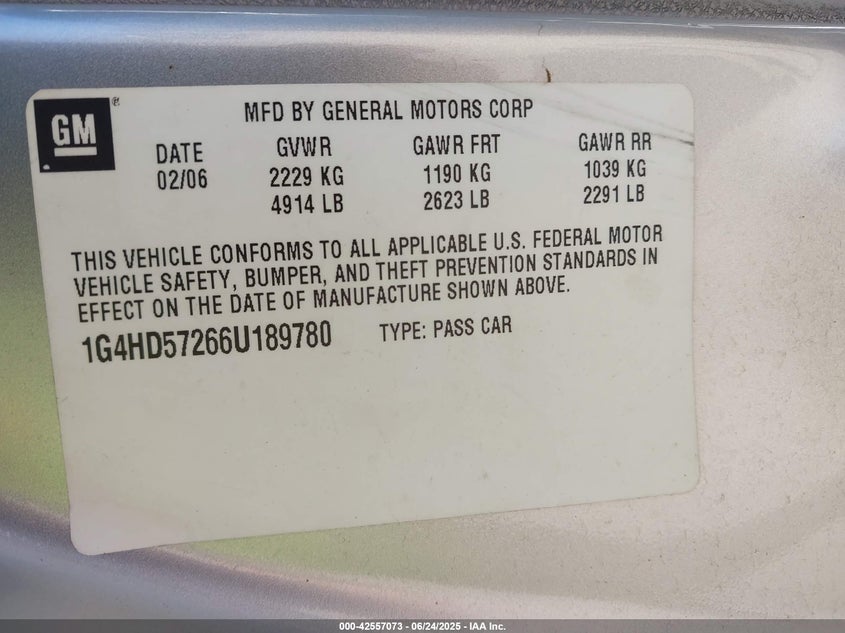 GM
®
MFD BY GENERAL MOTORS CORP
DATE GVWR GAWR FRT GAWR RR
02/06 2229 KG 1190 KG 1039 KG
4914 LB 2623 LB 2291 LB
THIS VEHICLE CONFORMS TO ALL APPLICABLE U.S. FEDERAL MOTOR
VEHICLE SAFETY, BUMPER, AND THEFT PREVENTION STANDARDS IN
EFFECT ON THE DATE OF MANUFACTURE SHOWN ABOVE.
1G4HD57266U189780 TYPE: PASS CAR
000-42557073 - 06/24/2025 - IAA Inc.